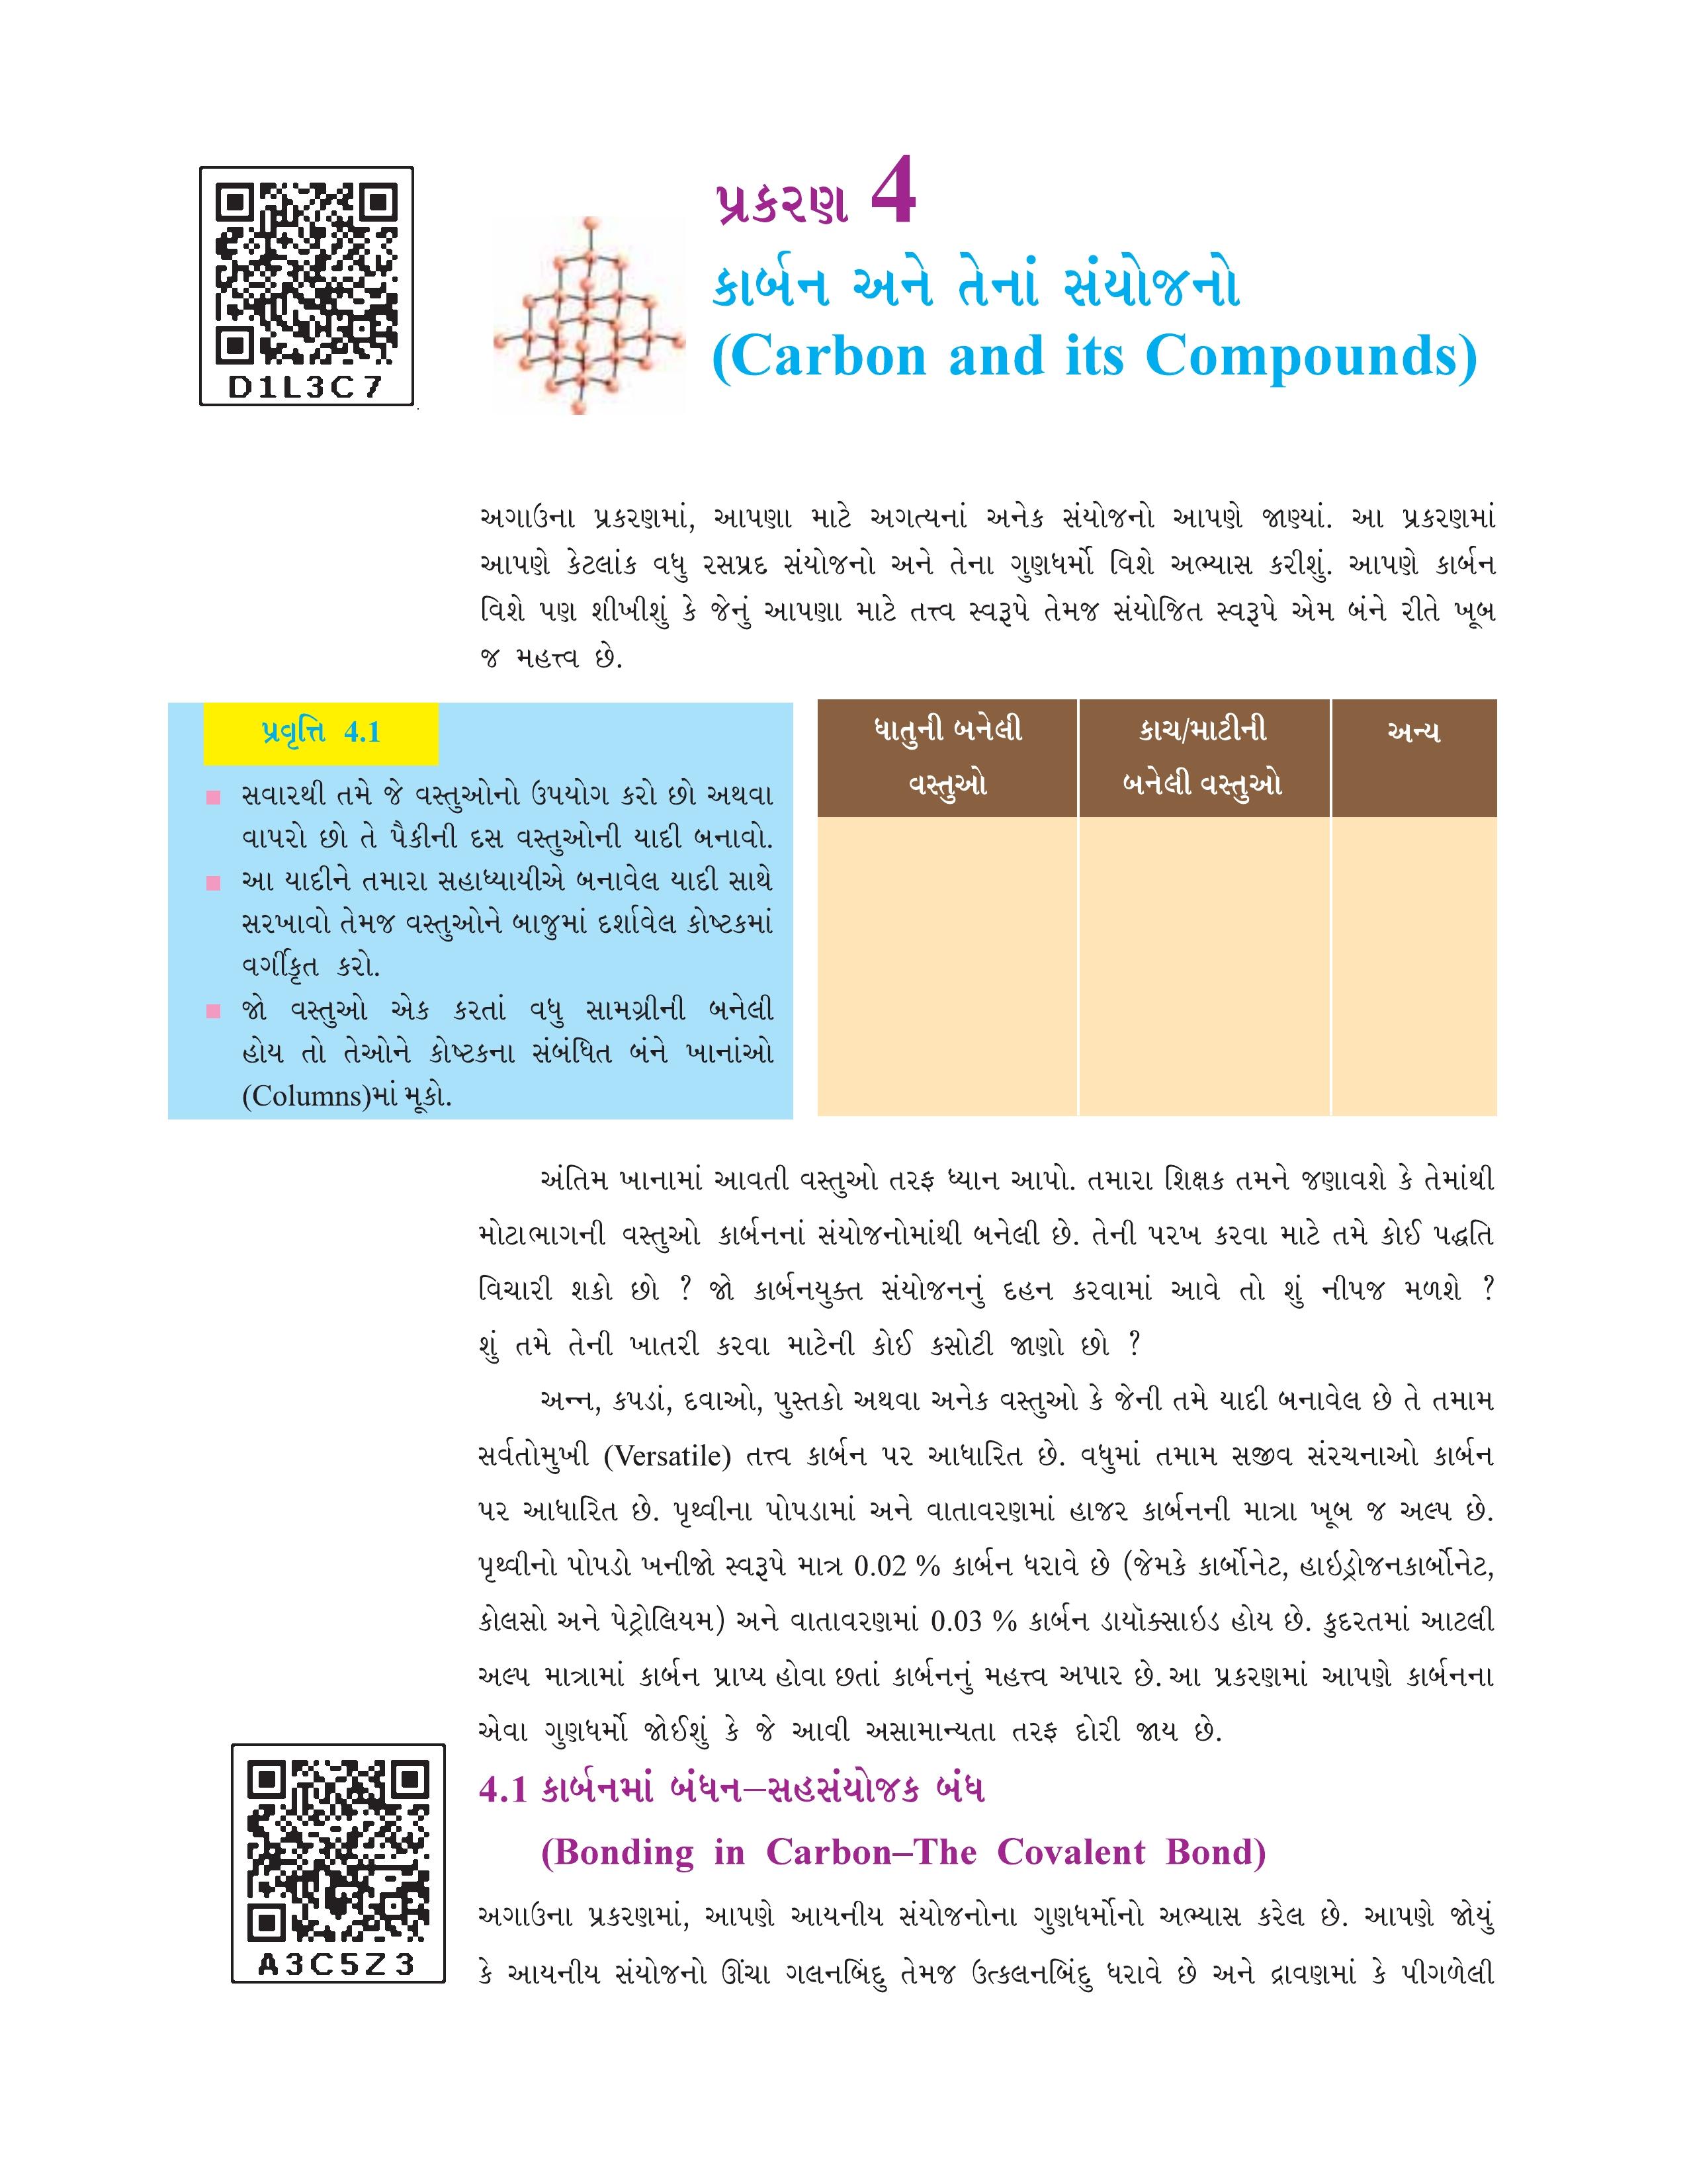 D1L3C7
પ્રકરણ 4
કાર્બન અને તેનાં સંયોજનો
(Carbon and its Compounds)
અગાઉના પ્રકરણમાં, આપણા માટે અગત્યનાં અનેક સંયોજનો આપણે જાણ્યાં. આ પ્રકરણમાં
આપણે કેટલાંક વધુ રસપ્રદ સંયોજનો અને તેના ગુણધર્મો વિશે અભ્યાસ કરીશું. આપણે કાર્બન
વિશે પણ શીખીશું કે જેનું આપણા માટે તત્ત્વ સ્વરૂપે તેમજ સંયોજિત સ્વરૂપે એમ બંને રીતે ખૂબ
જ મહત્ત્વ છે.
પ્રવૃત્તિ 4.1
■ સવારથી તમે જે વસ્તુઓનો ઉપયોગ કરો છો અથવા
વાપરો છો તે પૈકીની દસ વસ્તુઓની યાદી બનાવો.
■ આ યાદીને તમારા સહાધ્યાયીએ બનાવેલ યાદી સાથે
સરખાવો તેમજ વસ્તુઓને બાજુમાં દર્શાવેલ કોષ્ટકમાં
વર્ગીકૃત કરો.
■ જો વસ્તુઓ એક કરતાં વધુ સામગ્રીની બનેલી
હોય તો તેઓને કોષ્ટકના સંબંધિત બંને ખાનાંઓ
(Columns)માં મૂકો.
ધાતુની બનેલી
વસ્તુઓ
કાચ/માટીની
બનેલી વસ્તુઓ
અન્ય
અંતિમ ખાનામાં આવતી વસ્તુઓ તરફ ધ્યાન આપો. તમારા શિક્ષક તમને જણાવશે કે તેમાંથી
મોટાભાગની વસ્તુઓ કાર્બનનાં સંયોજનોમાંથી બનેલી છે. તેની પરખ કરવા માટે તમે કોઈ પદ્ધતિ
વિચારી શકો છો ? જો કાર્બનયુક્ત સંયોજનનું દહન કરવામાં આવે તો શું નીપજ મળશે ?
શું તમે તેની ખાતરી કરવા માટેની કોઈ કસોટી જાણો છો ?
અન્ન, કપડાં, દવાઓ, પુસ્તકો અથવા અનેક વસ્તુઓ કે જેની તમે યાદી બનાવેલ છે તે તમામ
સર્વતોમુખી (Versatile) તત્ત્વ કાર્બન પર આધારિત છે. વધુમાં તમામ સજીવ સંરચનાઓ કાર્બન
પર આધારિત છે. પૃથ્વીના પોપડામાં અને વાતાવરણમાં હાજર કાર્બનની માત્રા ખૂબ જ અલ્પ છે.
પૃથ્વીનો પોપડો ખનીજો સ્વરૂપે માત્ર 0.02 % કાર્બન ધરાવે છે (જેમકે કાર્બોનેટ, હાઇડ્રોજનકાર્બોનેટ,
કોલસો અને પેટ્રોલિયમ) અને વાતાવરણમાં 0.03 % કાર્બન ડાયૉક્સાઇડ હોય છે. કુદરતમાં આટલી
અલ્પ માત્રામાં કાર્બન પ્રાપ્ય હોવા છતાં કાર્બનનું મહત્ત્વ અપાર છે. આ પ્રકરણમાં આપણે કાર્બનના
એવા ગુણધર્મો જોઈશું કે જે આવી અસામાન્યતા તરફ દોરી જાય છે.
4.1 કાર્બનમાં બંધન–સહસંયોજક બંધ
(Bonding in Carbon–The Covalent Bond)
A3C5Z3
અગાઉના પ્રકરણમાં, આપણે આયનીય સંયોજનોના ગુણધર્મોનો અભ્યાસ કરેલ છે. આપણે જોયું
કે આયનીય સંયોજનો ઊંચા ગલનબિંદુ તેમજ ઉત્કલનબિંદુ ધરાવે છે અને દ્રાવણમાં કે પીગળેલી